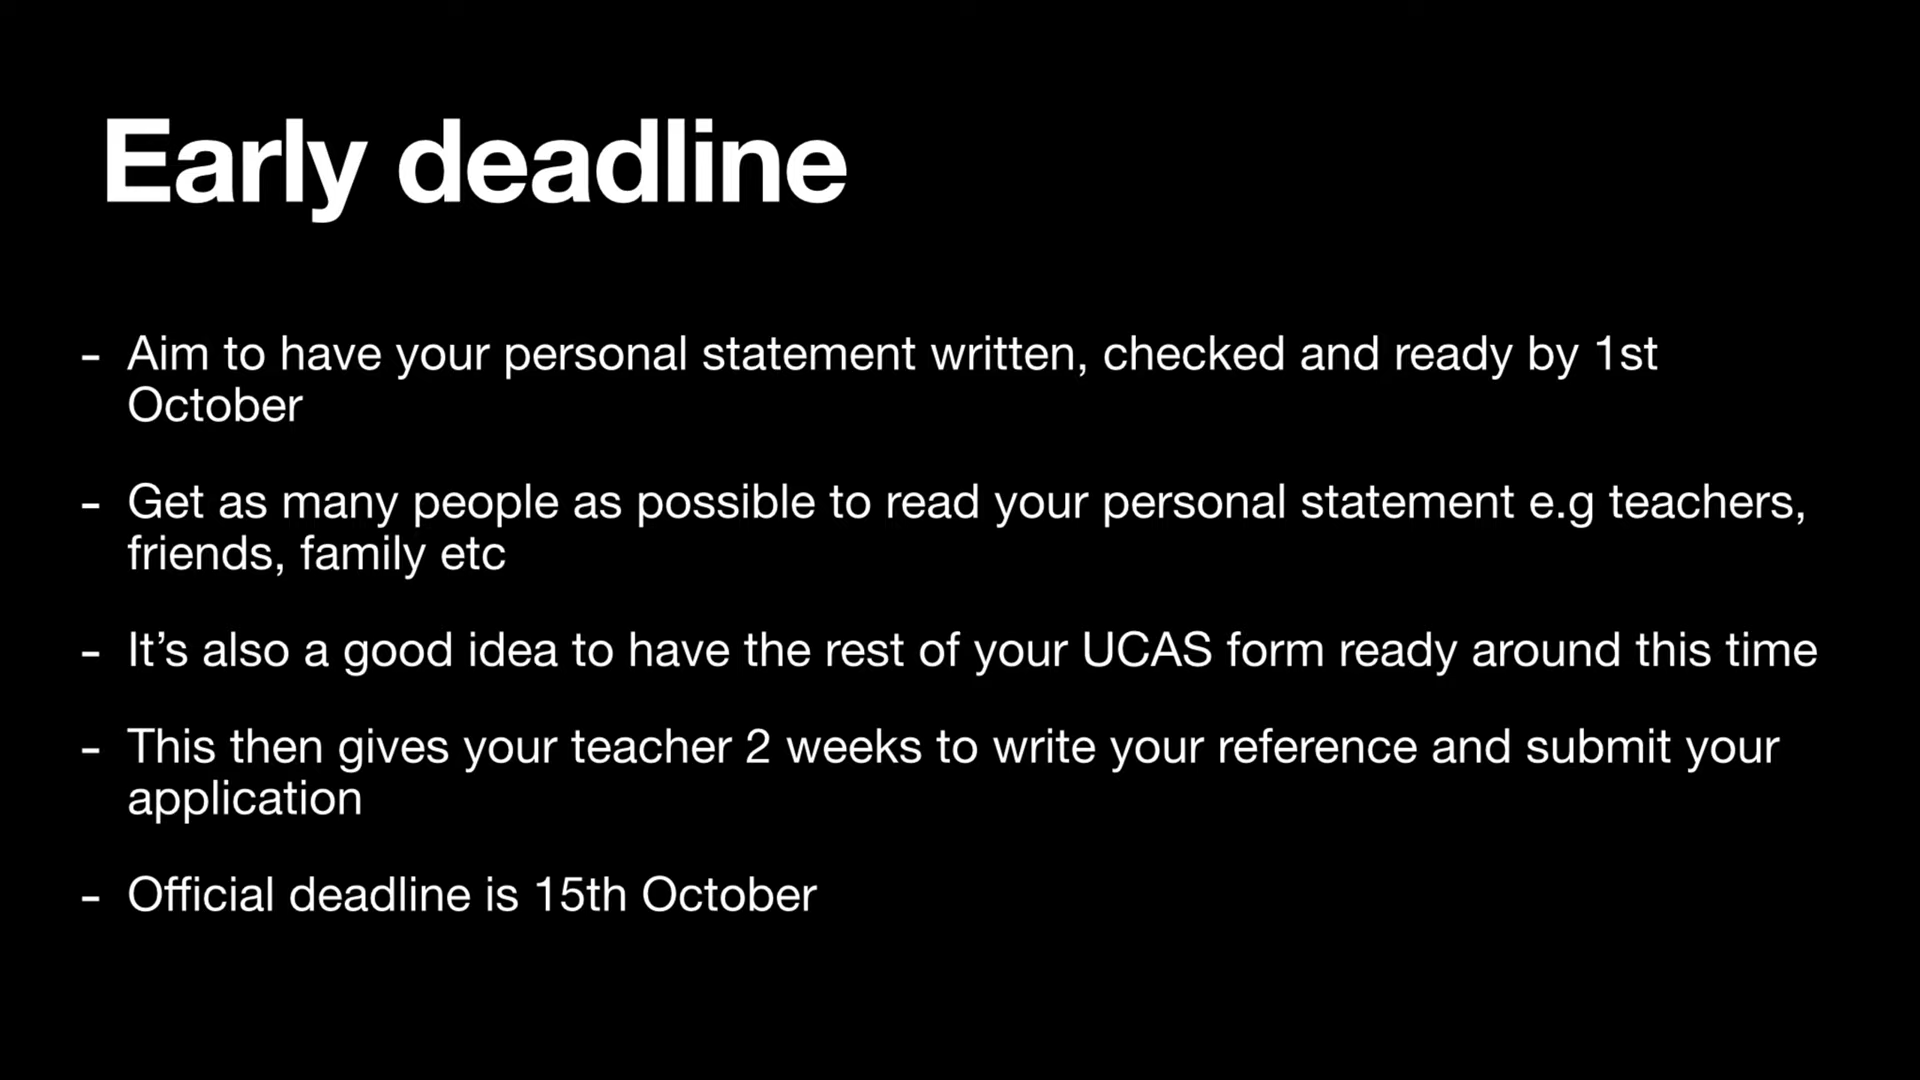 Early deadline
- Aim to have your personal statement written, checked and ready by 1st
October
- Get as many people as possible to read your personal statement e.g teachers,
friends, family etc
- It’s also a good idea to have the rest of your UCAS form ready around this time
- This then gives your teacher 2 weeks to write your reference and submit your
application
- Official deadline is 15th October